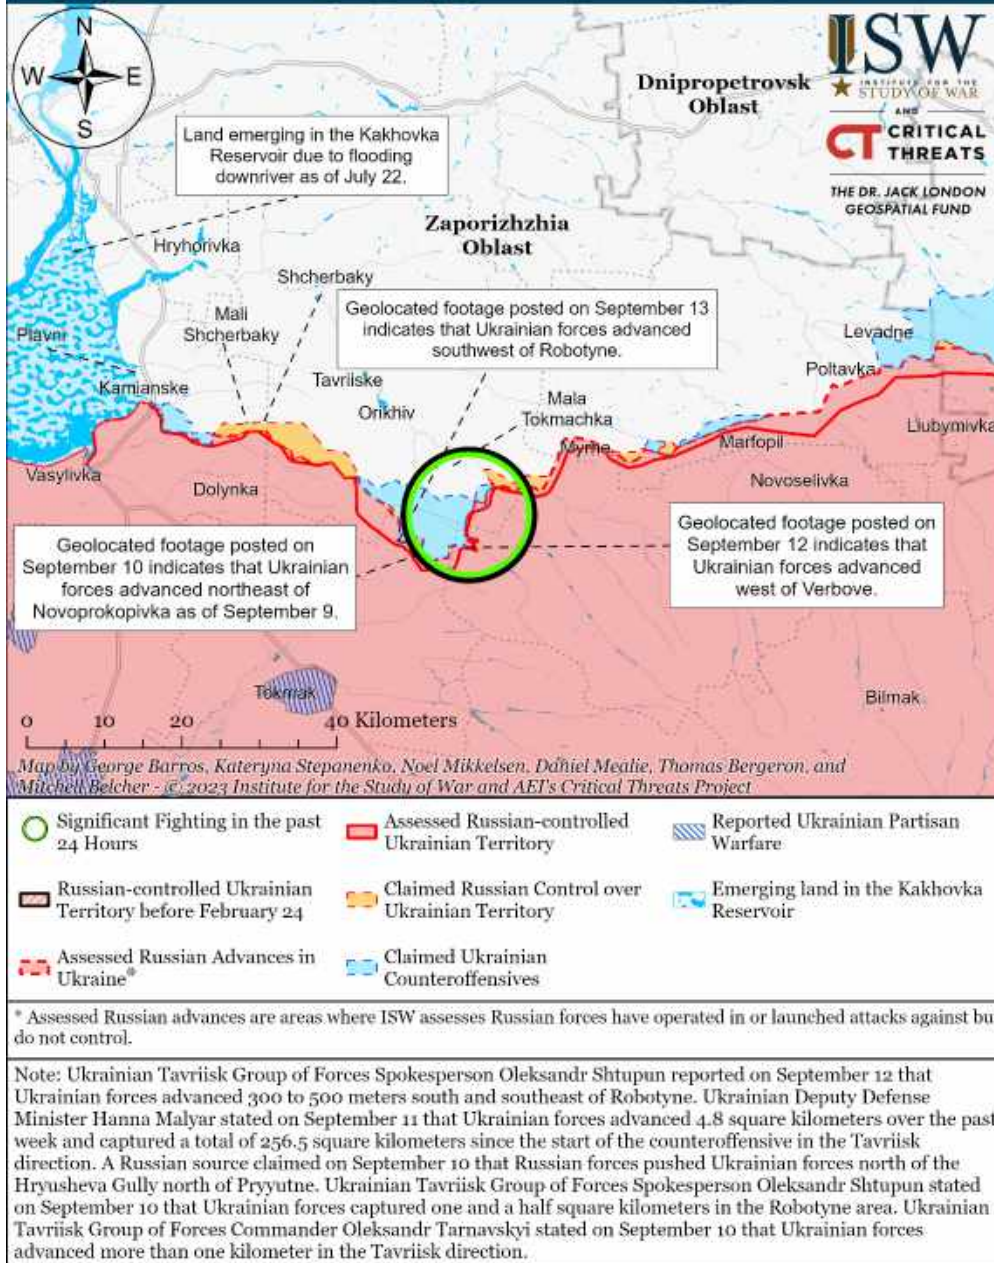 N
W
E
S
ISW
INSTITUTE FOR THE
STUDY OF WAR
AND
CT CRITICAL
THREATS
THE DR. JACK LONDON
GEOSPATIAL FUND
Dnipropetrovsk
Oblast
Land emerging in the Kakhovka
Reservoir due to flooding
downriver as of July 22.
Zaporizhzhia
Oblast
Hryhorivka
Shcherbaky
Geolocated footage posted on September 13
indicates that Ukrainian forces advanced
southwest of Robotyne.
Mali
Shcherbaky
Plavni
Levadne
Poltavka
Kamianske
Tavriiske
Orikhiv
Mala
Tokmachka
Myrne
Marfopil
Liubymivka
Vasylivka
Dolynka
Novoselivka
Geolocated footage posted on
September 10 indicates that Ukrainian
forces advanced northeast of
Novoprokopivka as of September 9.
Geolocated footage posted on
September 12 indicates that
Ukrainian forces advanced
west of Verbove.
Tokmak
Bilmak
0 10 20 40 Kilometers
Map by George Barros, Kateryna Stepanenko, Noel Mikkelsen, Daniel Mealie, Thomas Bergeron, and
Mitchell Belcher - © 2023 Institute for the Study of War and AEI's Critical Threats Project
Significant Fighting in the past
24 Hours
Assessed Russian-controlled
Ukrainian Territory
Reported Ukrainian Partisan
Warfare
Russian-controlled Ukrainian
Territory before February 24
Claimed Russian Control over
Ukrainian Territory
Emerging land in the Kakhovka
Reservoir
Assessed Russian Advances in
Ukraine*
Claimed Ukrainian
Counteroffensives
* Assessed Russian advances are areas where ISW assesses Russian forces have operated in or launched attacks against bu
do not control.
Note: Ukrainian Tavriisk Group of Forces Spokesperson Oleksandr Shtupun reported on September 12 that
Ukrainian forces advanced 300 to 500 meters south and southeast of Robotyne. Ukrainian Deputy Defense
Minister Hanna Malyar stated on September 11 that Ukrainian forces advanced 4.8 square kilometers over the past
week and captured a total of 256.5 square kilometers since the start of the counteroffensive in the Tavriisk
direction. A Russian source claimed on September 10 that Russian forces pushed Ukrainian forces north of the
Hryusheva Gully north of Pryyutne. Ukrainian Tavriisk Group of Forces Spokesperson Oleksandr Shtupun stated
on September 10 that Ukrainian forces captured one and a half square kilometers in the Robotyne area. Ukrainian
Tavriisk Group of Forces Commander Oleksandr Tarnavskyi stated on September 10 that Ukrainian forces
advanced more than one kilometer in the Tavriisk direction.